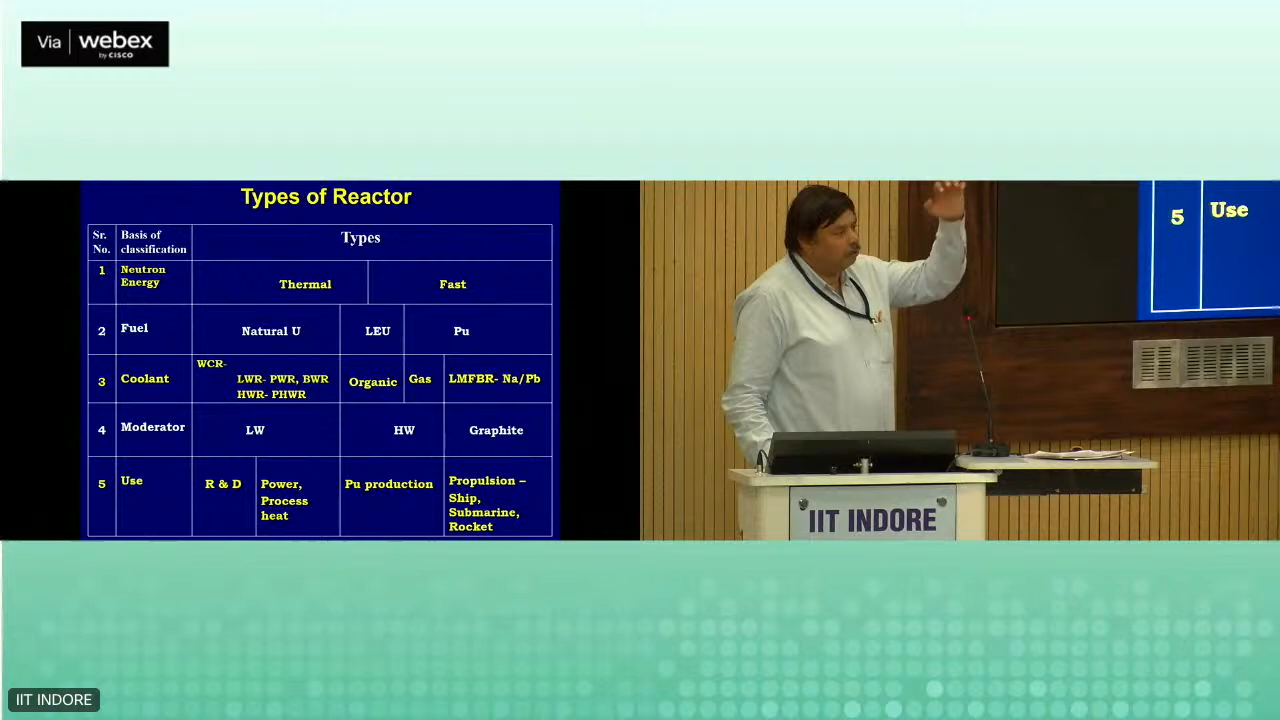 Via webex
by CISCO
Types of Reactor
Sr. No. Basis of classification Types
1 Neutron Energy Thermal Fast
2 Fuel Natural U LEU Pu
3 Coolant WCR- LWR- PWR, BWR HWR- PHWR Organic Gas LMFBR- Na/Pb
4 Moderator LW HW Graphite
5 Use R & D Power, Process heat Pu production Propulsion – Ship, Submarine, Rocket
5 Use
IIT INDORE
IIT INDORE